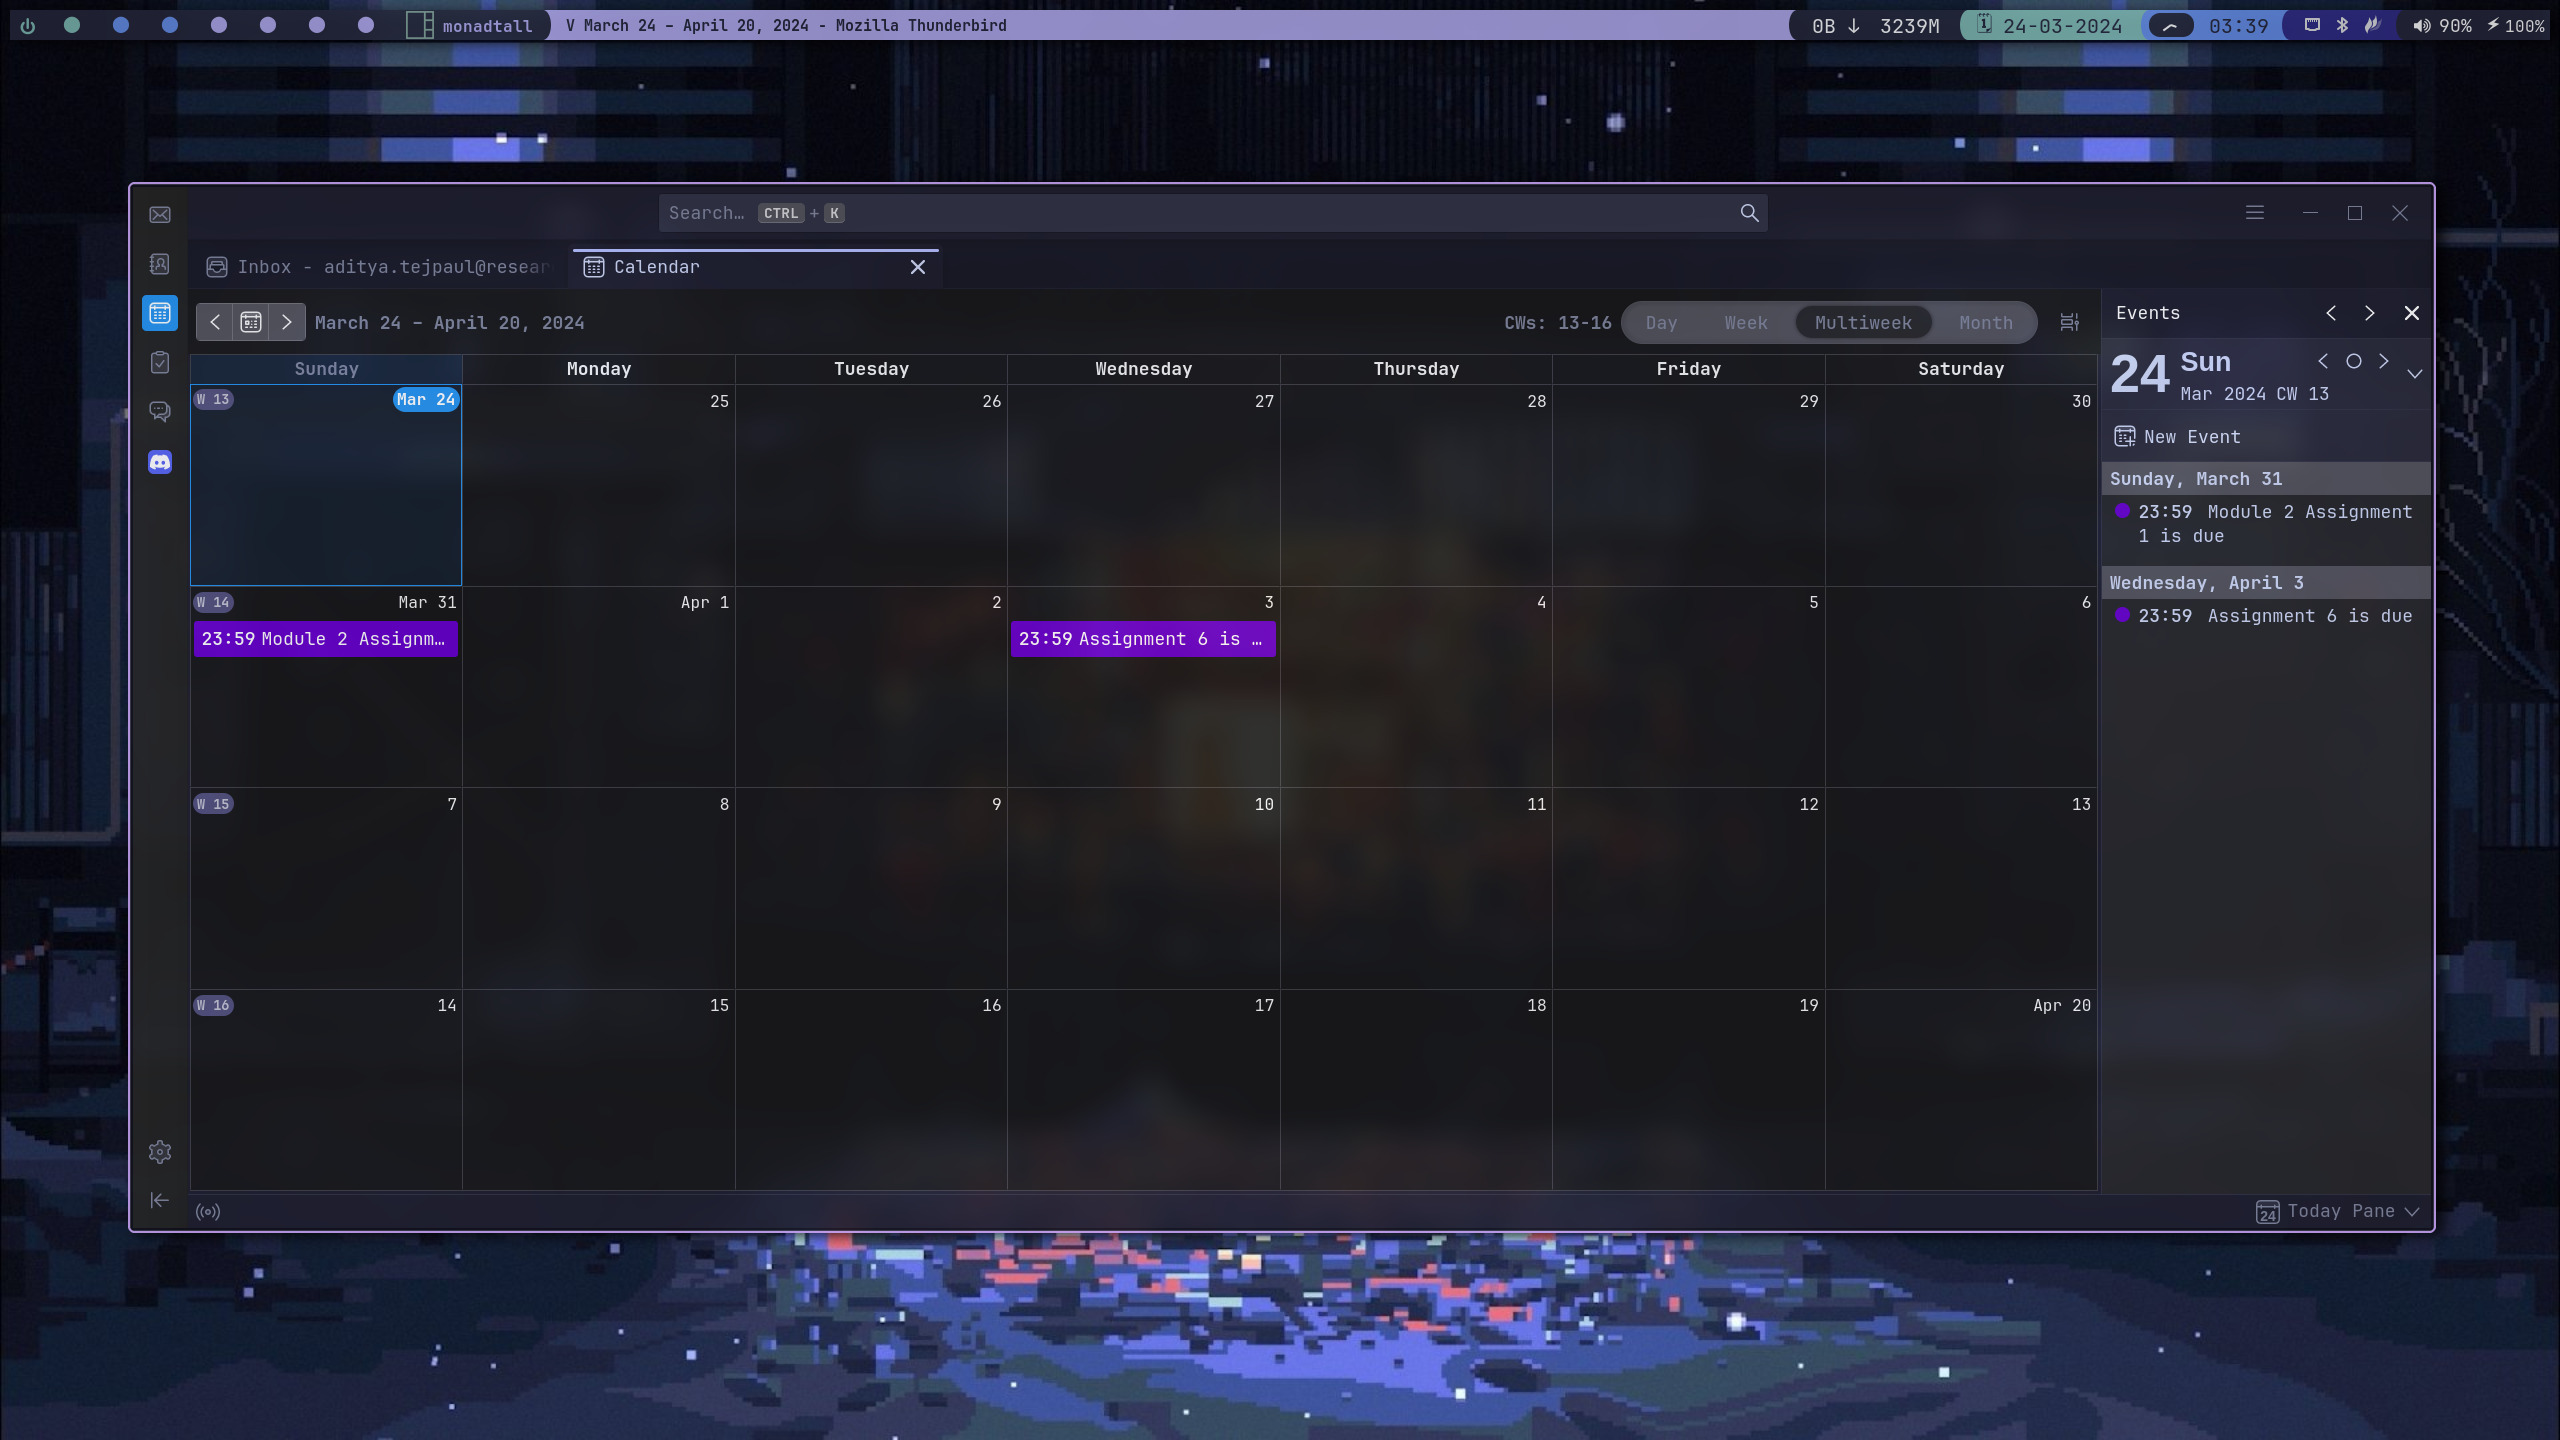 monadtall
V March 24 – April 20, 2024 - Mozilla Thunderbird
0B ↓ 3239M
24-03-2024
03:39
90%
100%
Search… CTRL + K
Inbox - aditya.tejpaul@resear
Calendar
March 24 – April 20, 2024
CWs: 13-16
Day Week Multiweek Month
Sunday Monday Tuesday Wednesday Thursday Friday Saturday
W 13 Mar 24 25 26 27 28 29 30
W 14 Mar 31 Apr 1 2 3 4 5 6
23:59 Module 2 Assignm…
23:59 Assignment 6 is …
W 15 7 8 9 10 11 12 13
W 16 14 15 16 17 18 19 Apr 20
Events
24 Sun
Mar 2024 CW 13
New Event
Sunday, March 31
23:59 Module 2 Assignment
1 is due
Wednesday, April 3
23:59 Assignment 6 is due
24 Today Pane